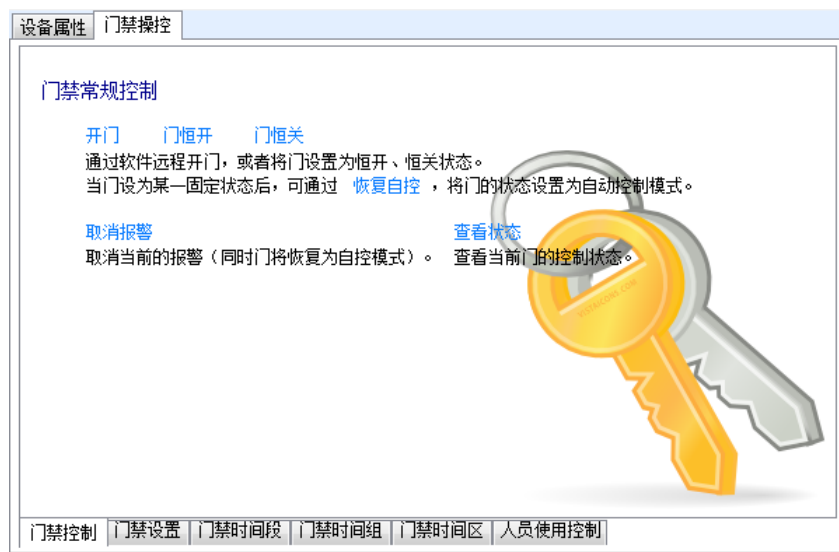 设备属性 门禁操控
门禁常规控制
开门 门恒开 门恒关
通过软件远程开门，或者将门设置为恒开、恒关状态。
当门设为某一固定状态后，可通过 恢复自控 ，将门的状态设置为自动控制模式。
取消报警 查看状态
取消当前的报警（同时门将恢复为自控模式）。 查看当前门的控制状态。
VISTAICONS.COM
门禁控制 门禁设置 门禁时间段 门禁时间组 门禁时间区 人员使用控制